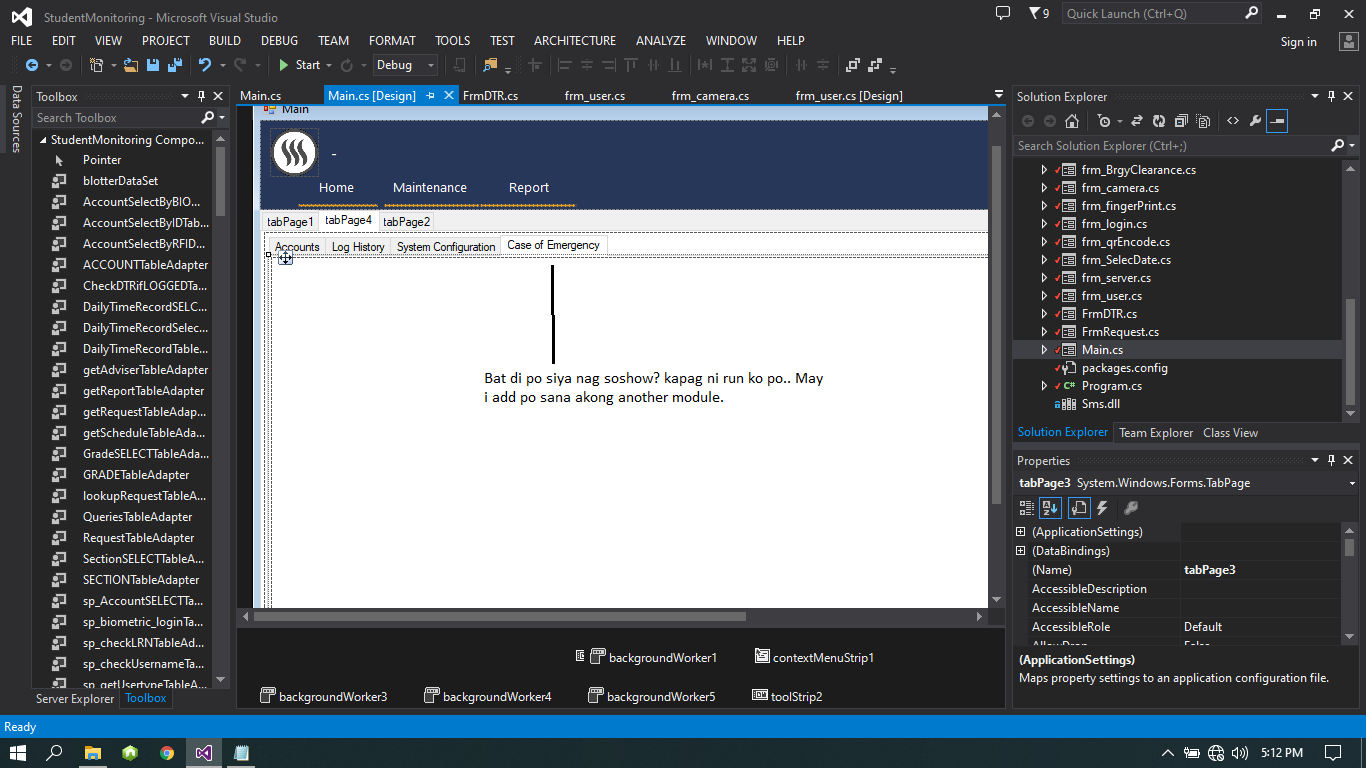 StudentMonitoring - Microsoft Visual Studio
9
Quick Launch (Ctrl+Q)
FILE EDIT VIEW PROJECT BUILD DEBUG TEAM FORMAT TOOLS TEST ARCHITECTURE ANALYZE WINDOW HELP
Sign in
Start
Debug
Data Sources
Toolbox
Search Toolbox
StudentMonitoring Compo...
Pointer
blotterDataSet
AccountSelectByBIO...
AccountSelectByIDTab...
AccountSelectByRFID...
ACCOUNTTableAdapter
CheckDTRifLOGGEDTa...
DailyTimeRecordSELC...
DailyTimeRecordSelec...
DailyTimeRecordTable...
getAdviserTableAdapter
getReportTableAdapter
getRequestTableAdap...
getScheduleTableAda...
GradeSELECTTableAda...
GRADETableAdapter
lookupRequestTableA...
QueriesTableAdapter
RequestTableAdapter
SectionSELECTTableA...
SECTIONTableAdapter
sp_AccountSELECTTa...
sp_biometric_loginTa...
sp_checkLRNTableAd...
sp_checkUsernameTa...
sp_getUsertypeTableA...
Server Explorer Toolbox
Main.cs Main.cs [Design] FrmDTR.cs frm_user.cs frm_camera.cs frm_user.cs [Design]
Main
-
Home Maintenance Report
tabPage1 tabPage4 tabPage2
Accounts Log History System Configuration Case of Emergency
Bat di po siya nag soshow? kapag ni run ko po.. May
i add po sana akong another module.
backgroundWorker1 contextMenuStrip1
backgroundWorker3 backgroundWorker4 backgroundWorker5 toolStrip2
Solution Explorer
Search Solution Explorer (Ctrl+;)
frm_BrgyClearance.cs
frm_camera.cs
frm_fingerPrint.cs
frm_login.cs
frm_qrEncode.cs
frm_SelecDate.cs
frm_server.cs
frm_user.cs
FrmDTR.cs
FrmRequest.cs
Main.cs
packages.config
C# Program.cs
Sms.dll
Solution Explorer Team Explorer Class View
Properties
tabPage3 System.Windows.Forms.TabPage
(ApplicationSettings)
(DataBindings)
(Name) tabPage3
AccessibleDescription
AccessibleName
AccessibleRole Default
AllowDrop False
(ApplicationSettings)
Maps property settings to an application configuration file.
Ready
5:12 PM